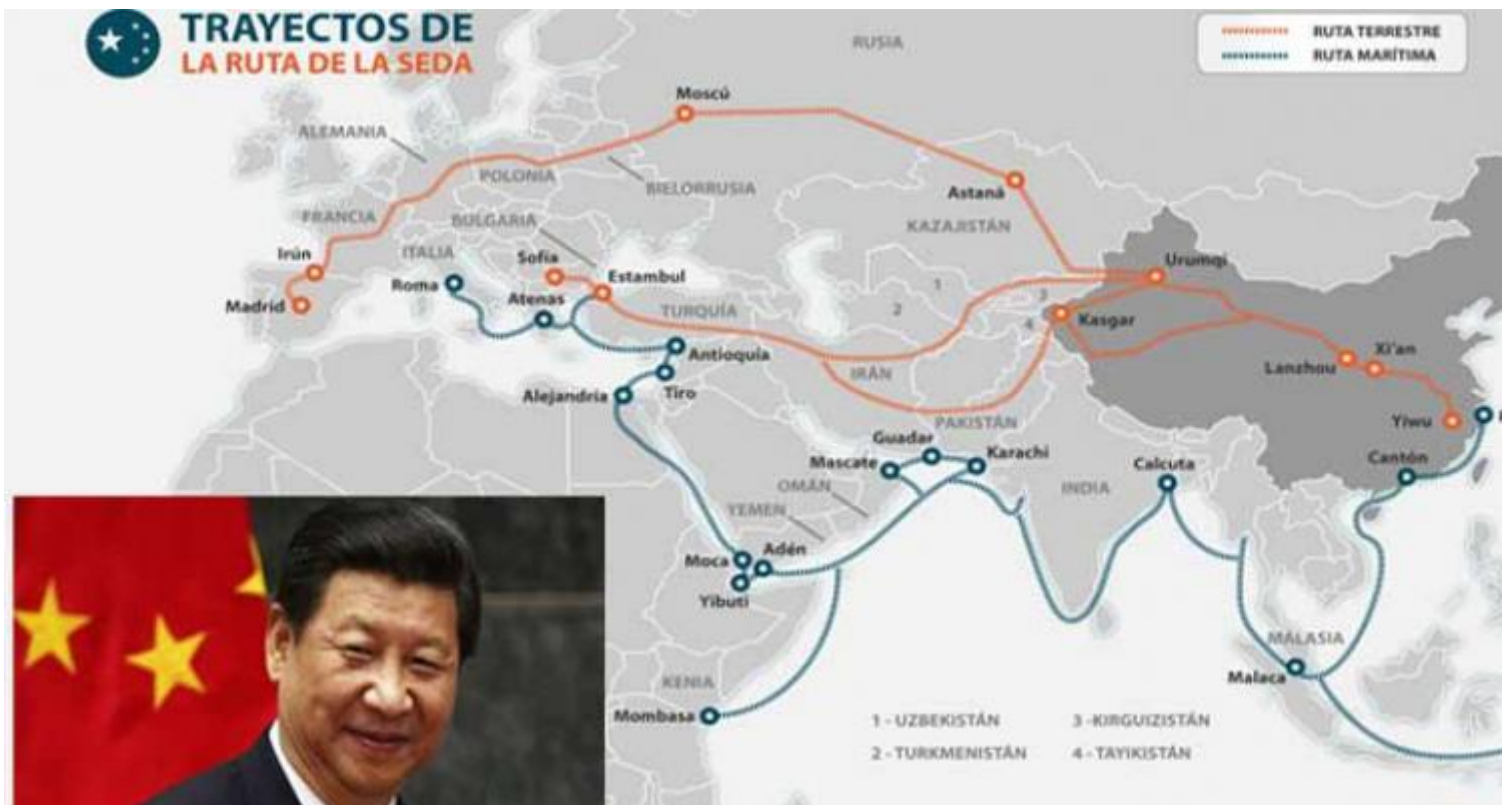 TRAYECTOS DE
LA RUTA DE LA SEDA
RUTA TERRESTRE
RUTA MARÍTIMA
RUSIA
Moscú
ALEMANIA
POLONIA
BIELORRUSIA
Astaná
KAZAJISTÁN
FRANCIA
BULGARIA
Irún
ITALIA
Sofía
Estambul
Urumqi
Roma
Atenas
Madrid
TURQUÍA
1
2
3
4
Kasgar
Antioquía
IRÁN
Xi'an
Lanzhou
Alejandría
Tiro
PAKISTÁN
Yiwu
Guadar
Karachi
Mascate
Calcuta
Cantón
OMÁN
INDIA
YEMEN
Moca
Adén
Yibuti
MALASIA
Malaca
KENIA
Mombasa
1 - UZBEKISTÁN
3 -KIRGUIZISTÁN
2 - TURKMENISTÁN
4 -TAYIKISTÁN